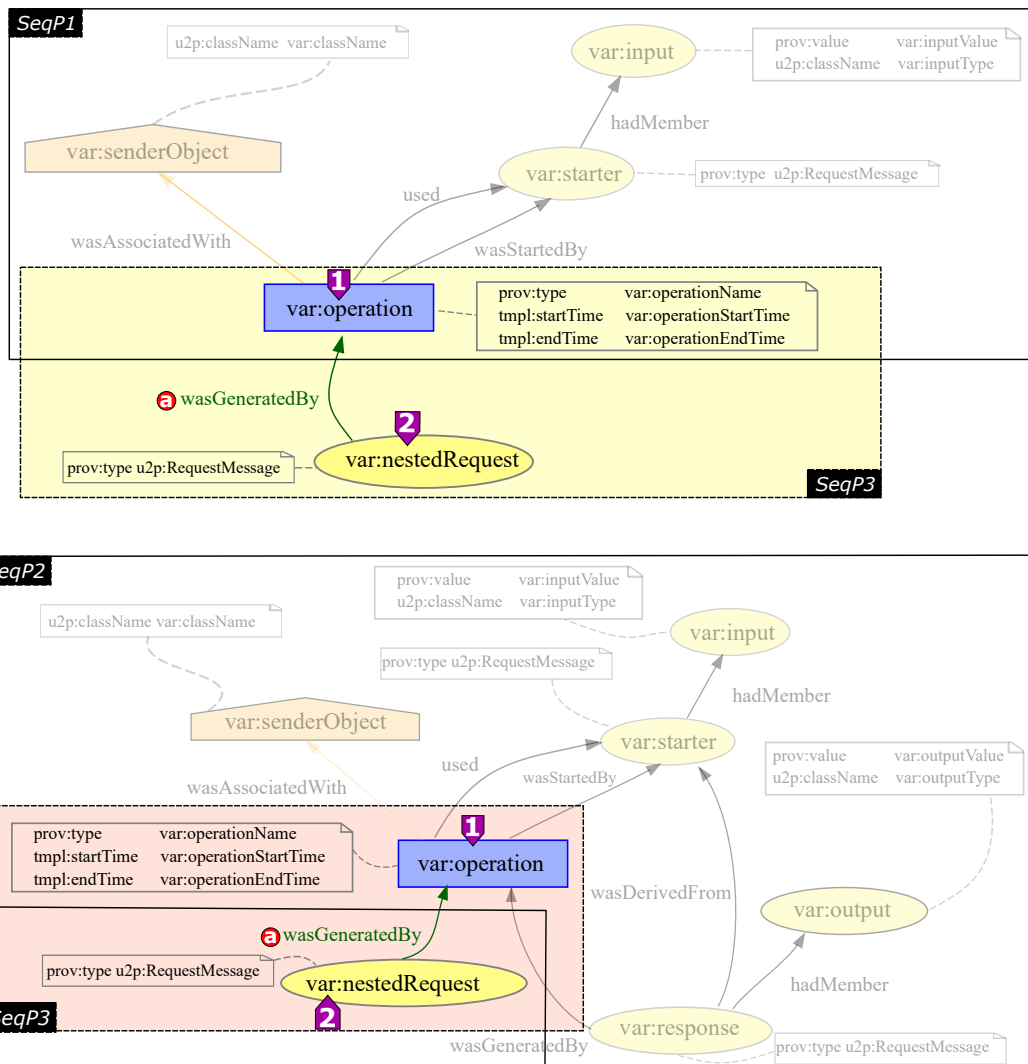 SeqP1
u2p:className var:className
var:input
prov:value var:inputValue
u2p:className var:inputType
hadMember
var:senderObject
var:starter
prov:type u2p:RequestMessage
used
wasAssociatedWith
wasStartedBy
1
var:operation
prov:type var:operationName
tmpl:startTime var:operationStartTime
tmpl:endTime var:operationEndTime
a wasGeneratedBy
2
var:nestedRequest
prov:type u2p:RequestMessage
SeqP3
eqP2
prov:value var:inputValue
u2p:className var:inputType
u2p:className var:className
var:input
prov:type u2p:RequestMessage
hadMember
var:senderObject
var:starter
used
wasStartedBy
prov:value var:outputValue
u2p:className var:outputType
wasAssociatedWith
1
prov:type var:operationName
tmpl:startTime var:operationStartTime
tmpl:endTime var:operationEndTime
var:operation
wasDerivedFrom
var:output
a wasGeneratedBy
prov:type u2p:RequestMessage
var:nestedRequest
hadMember
2
eqP3
var:response
wasGeneratedBy
prov:type u2p:RequestMessage